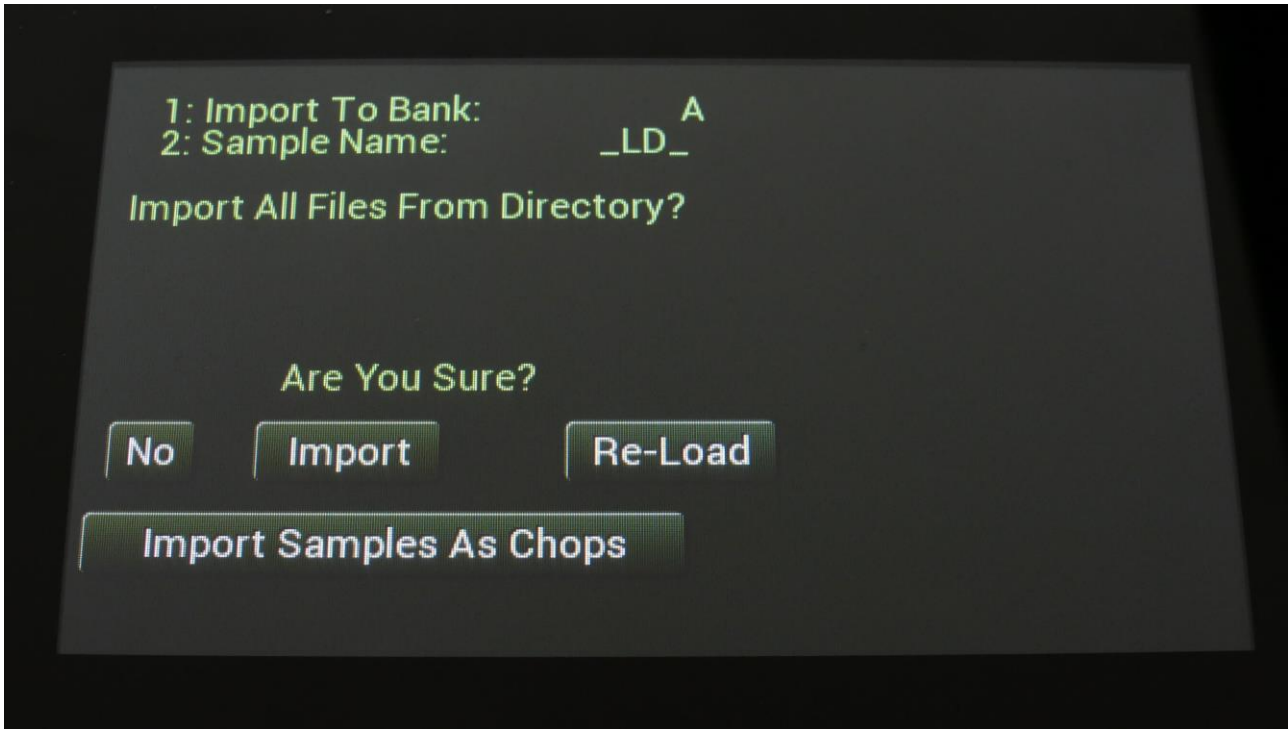 1: Import To Bank: A
2: Sample Name: _LD_
Import All Files From Directory?
Are You Sure?
No Import Re-Load
Import Samples As Chops